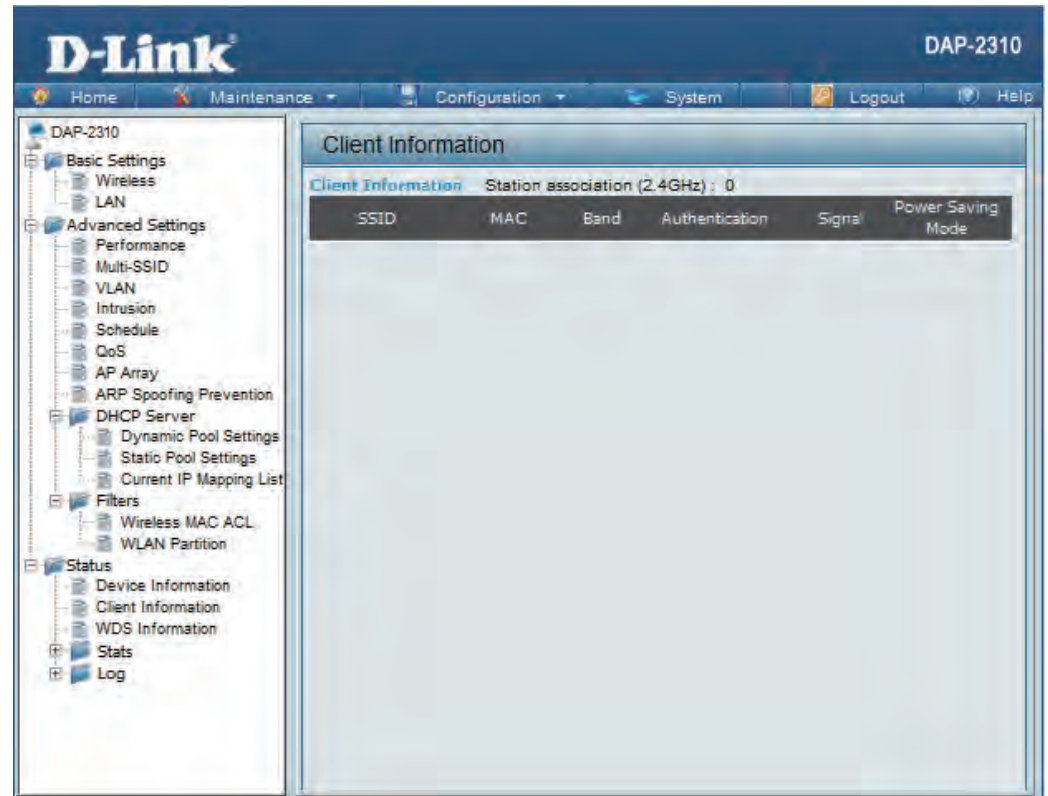 D-Link
DAP-2310
Home Maintenance Configuration System Logout Help
DAP-2310
Basic Settings
Wireless
LAN
Advanced Settings
Performance
Multi-SSID
VLAN
Intrusion
Schedule
QoS
AP Array
ARP Spoofing Prevention
DHCP Server
Dynamic Pool Settings
Static Pool Settings
Current IP Mapping List
Filters
Wireless MAC ACL
WLAN Partition
Status
Device Information
Client Information
WDS Information
Stats
Log
Client Information
Client Information Station association (2.4GHz) : 0
SSID MAC Band Authentication Signal Power Saving Mode